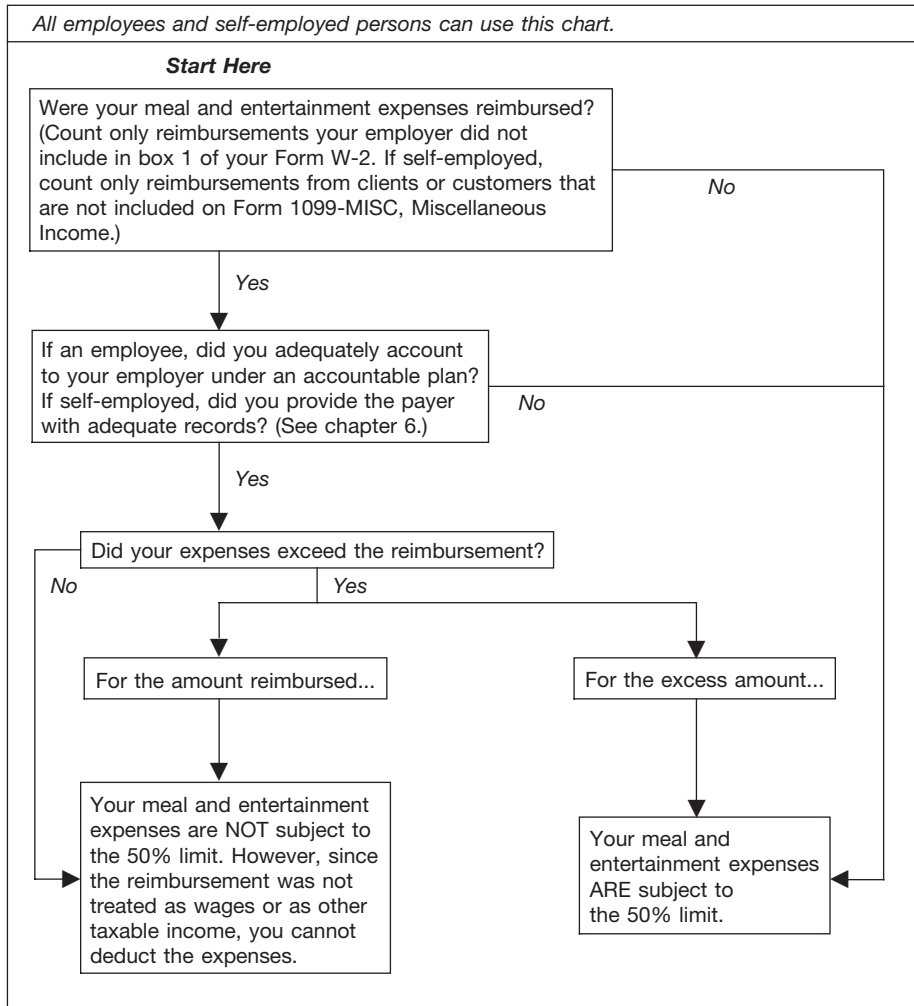 All employees and self-employed persons can use this chart.
Start Here
Were your meal and entertainment expenses reimbursed?
(Count only reimbursements your employer did not
include in box 1 of your Form W-2. If self-employed,
count only reimbursements from clients or customers that
are not included on Form 1099-MISC, Miscellaneous
Income.)
No
Yes
If an employee, did you adequately account
to your employer under an accountable plan?
If self-employed, did you provide the payer
with adequate records? (See chapter 6.)
No
Yes
Did your expenses exceed the reimbursement?
No
Yes
For the amount reimbursed...
For the excess amount...
Your meal and entertainment
expenses are NOT subject to
the 50% limit. However, since
the reimbursement was not
treated as wages or as other
taxable income, you cannot
deduct the expenses.
Your meal and
entertainment expenses
ARE subject to
the 50% limit.